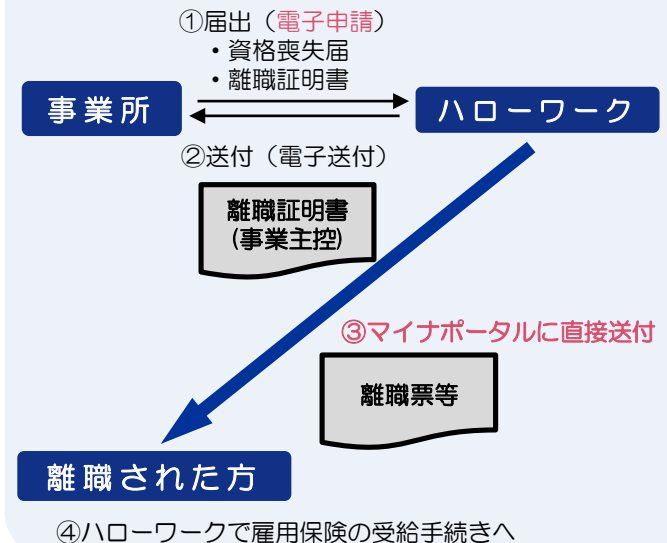 ①届出（電子申請）
・資格喪失届
・離職証明書
事業所
ハローワーク
②送付（電子送付）
離職証明書
(事業主控)
③マイナポータルに直接送付
離職票等
離職された方
④ハローワークで雇用保険の受給手続きへ